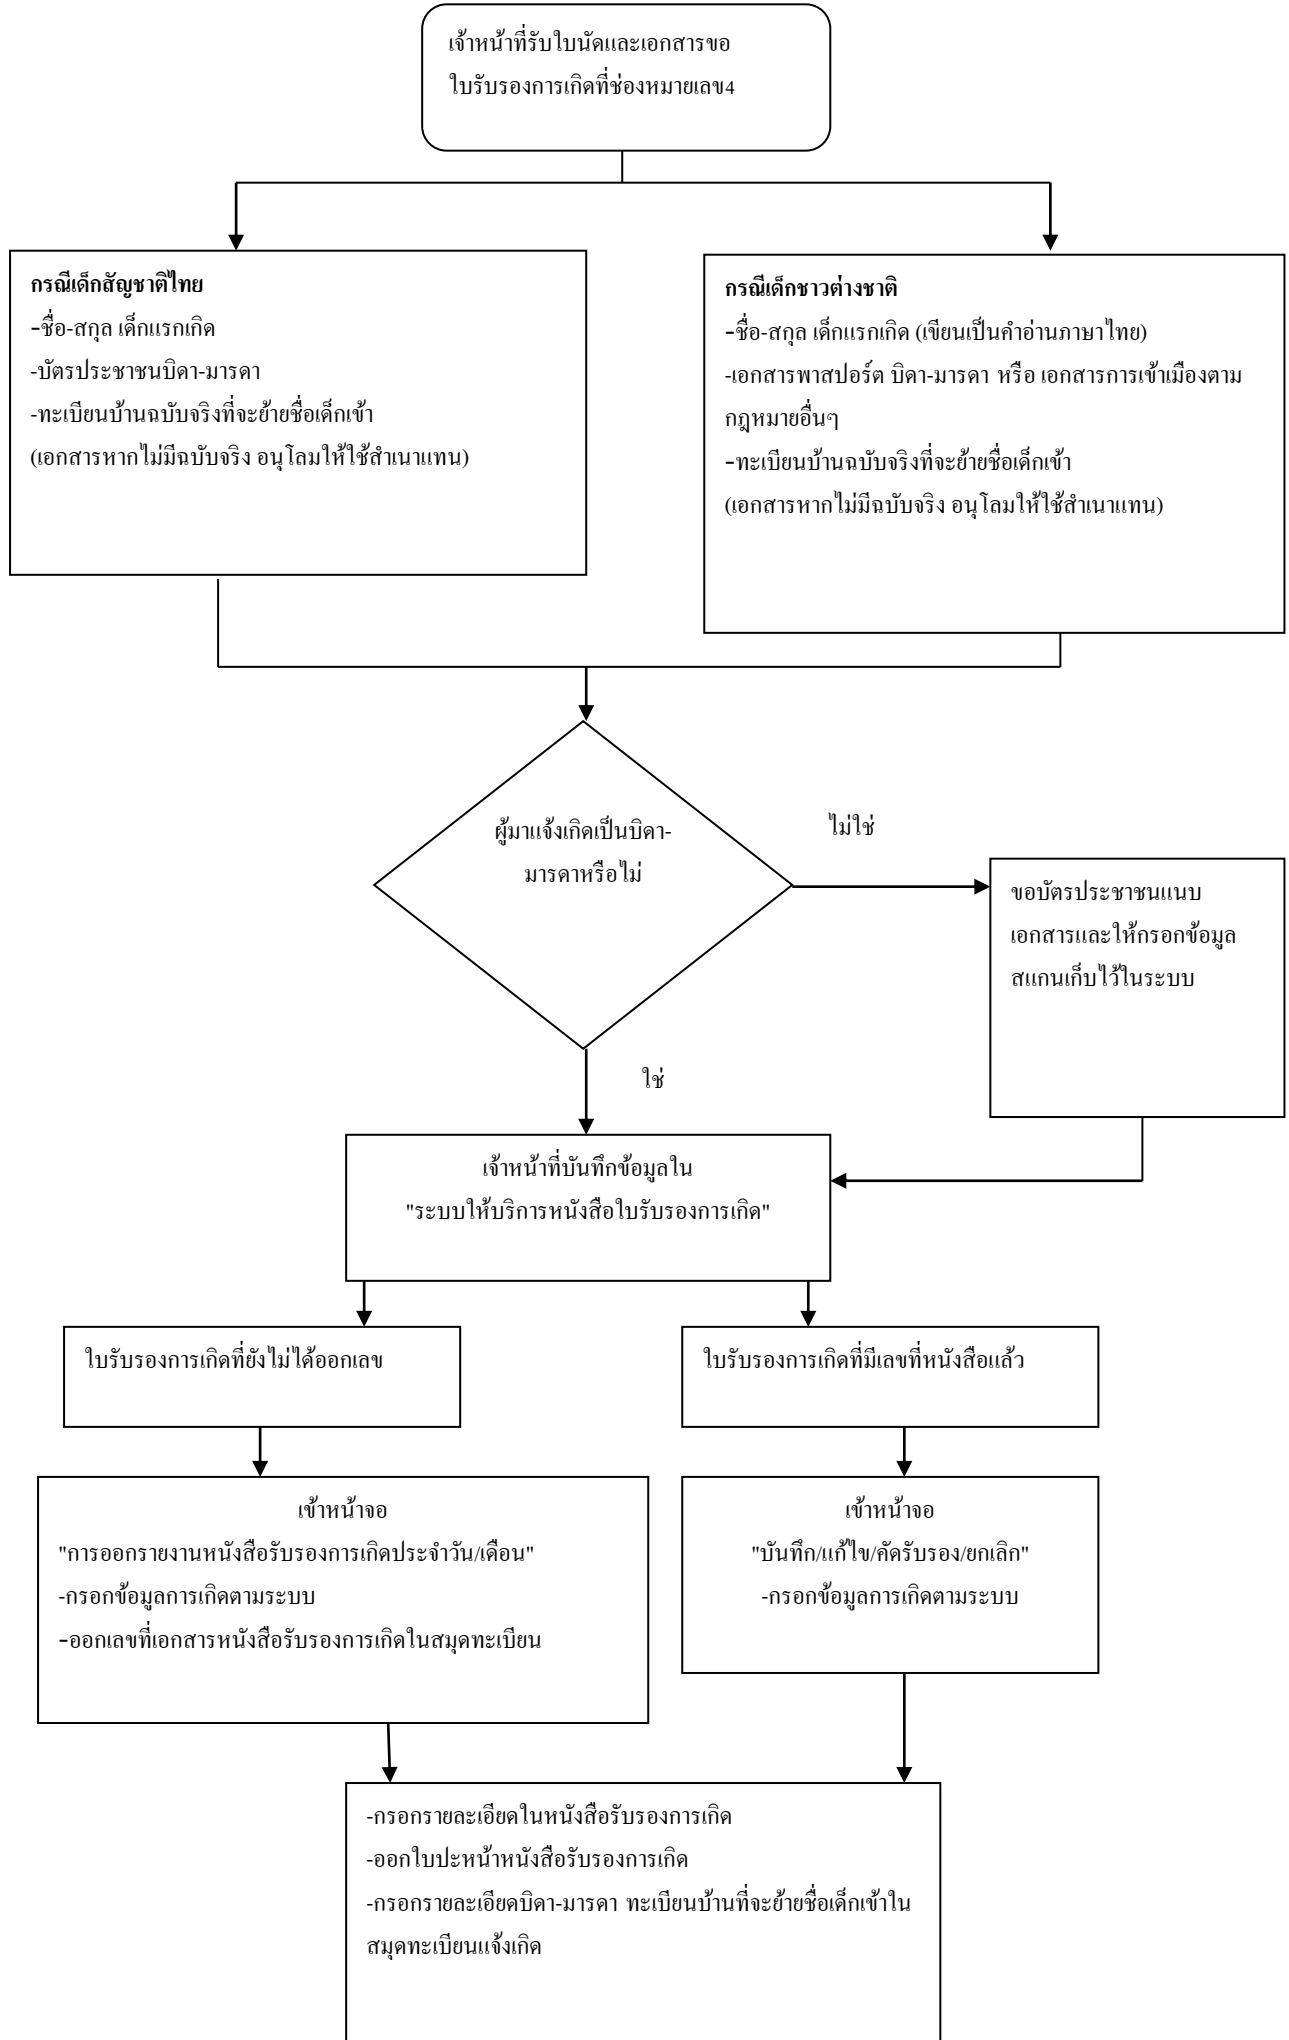 เจ้าหน้าที่รับใบนัดและเอกสารขอ
ใบรับรองการเกิดที่ช่องหมายเลข4
กรณีเด็กสัญชาติไทย
-ชื่อ-สกุล เด็กแรกเกิด
-บัตรประชาชนบิดา-มารดา
-ทะเบียนบ้านฉบับจริงที่จะย้ายชื่อเด็กเข้า
(เอกสารหากไม่มีฉบับจริง อนุโลมให้ใช้สำเนาแทน)
กรณีเด็กชาวต่างชาติ
-ชื่อ-สกุล เด็กแรกเกิด (เขียนเป็นคำอ่านภาษาไทย)
-เอกสารพาสปอร์ต บิดา-มารดา หรือ เอกสารการเข้าเมืองตาม
กฎหมายอื่นๆ
-ทะเบียนบ้านฉบับจริงที่จะย้ายชื่อเด็กเข้า
(เอกสารหากไม่มีฉบับจริง อนุโลมให้ใช้สำเนาแทน)
ผู้มาแจ้งเกิดเป็นบิดา-
มารดาหรือไม่
ไม่ใช่
ขอบัตรประชาชนแนบ
เอกสารและให้กรอกข้อมูล
สแกนเก็บไว้ในระบบ
ใช่
เจ้าหน้าที่บันทึกข้อมูลใน
"ระบบให้บริการหนังสือใบรับรองการเกิด"
ใบรับรองการเกิดที่ยังไม่ได้ออกเลข
ใบรับรองการเกิดที่มีเลขที่หนังสือแล้ว
เข้าหน้าจอ
"การออกรายงานหนังสือรับรองการเกิดประจำวัน/เดือน"
-กรอกข้อมูลการเกิดตามระบบ
-ออกเลขที่เอกสารหนังสือรับรองการเกิดในสมุดทะเบียน
เข้าหน้าจอ
"บันทึก/แก้ไข/คัดรับรอง/ยกเลิก"
-กรอกข้อมูลการเกิดตามระบบ
-กรอกรายละเอียดในหนังสือรับรองการเกิด
-ออกใบปะหน้าหนังสือรับรองการเกิด
-กรอกรายละเอียดบิดา-มารดา ทะเบียนบ้านที่จะย้ายชื่อเด็กเข้าใน
สมุดทะเบียนแจ้งเกิด